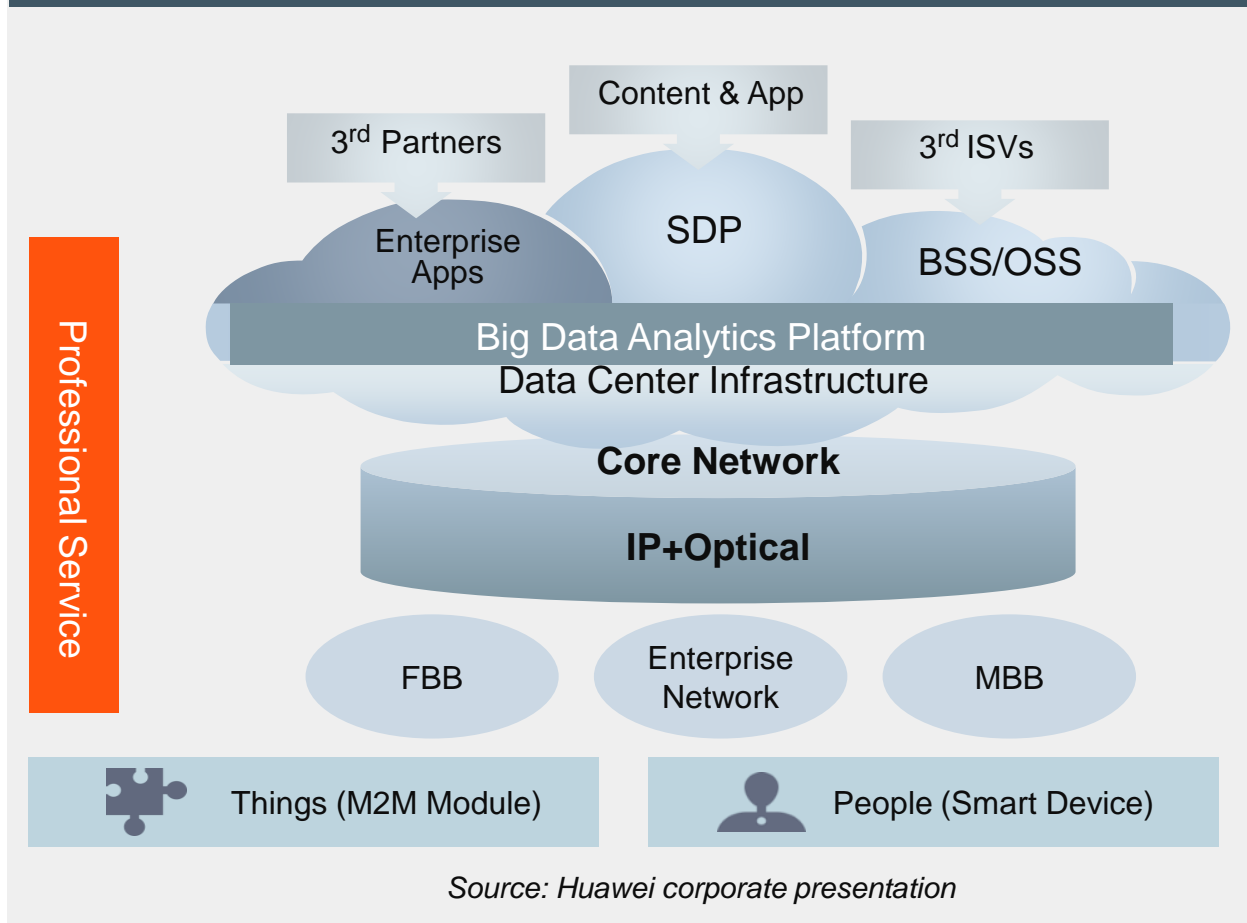 Content & App
3rd Partners
3rd ISVs
SDP
Enterprise
Apps
BSS/OSS
Big Data Analytics Platform
Data Center Infrastructure
Core Network
IP+Optical
Professional Service
FBB
Enterprise
Network
MBB
Things (M2M Module)
People (Smart Device)
Source: Huawei corporate presentation